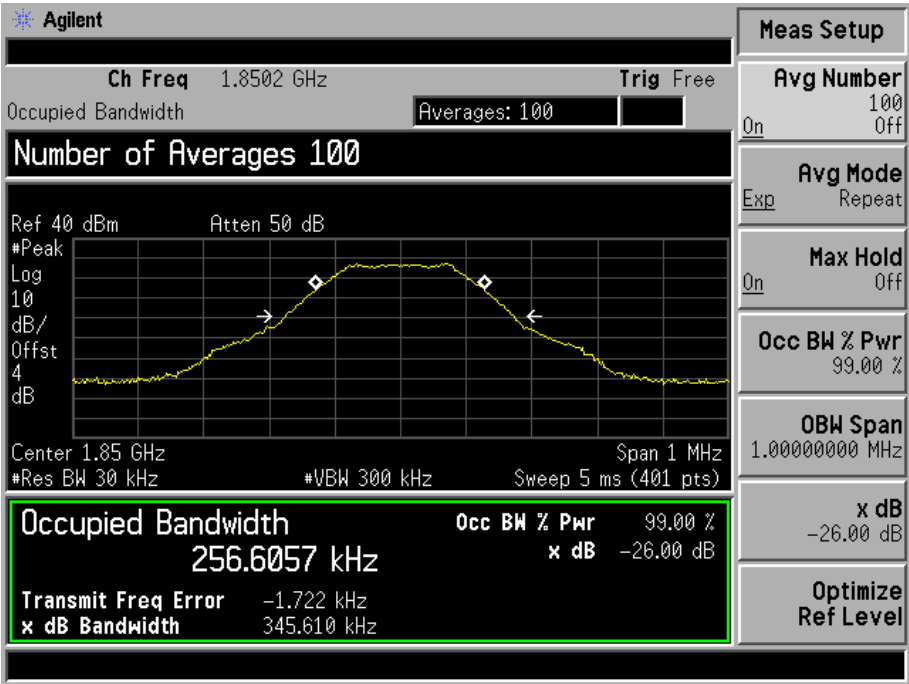 Agilent
Ch Freq 1.8502 GHz Trig Free
Occupied Bandwidth Averages: 100
Number of Averages 100
Ref 40 dBm Atten 50 dB
#Peak
Log
10
dB/
Offst
4
dB
Center 1.85 GHz Span 1 MHz
#Res BW 30 kHz #VBW 300 kHz Sweep 5 ms (401 pts)
Occupied Bandwidth Occ BW % Pwr 99.00 %
256.6057 kHz x dB -26.00 dB
Transmit Freq Error -1.722 kHz
x dB Bandwidth 345.610 kHz
Meas Setup
Avg Number
100
On Off
Avg Mode
Exp Repeat
Max Hold
On Off
Occ BW % Pwr
99.00 %
OBW Span
1.00000000 MHz
x dB
-26.00 dB
Optimize
Ref Level